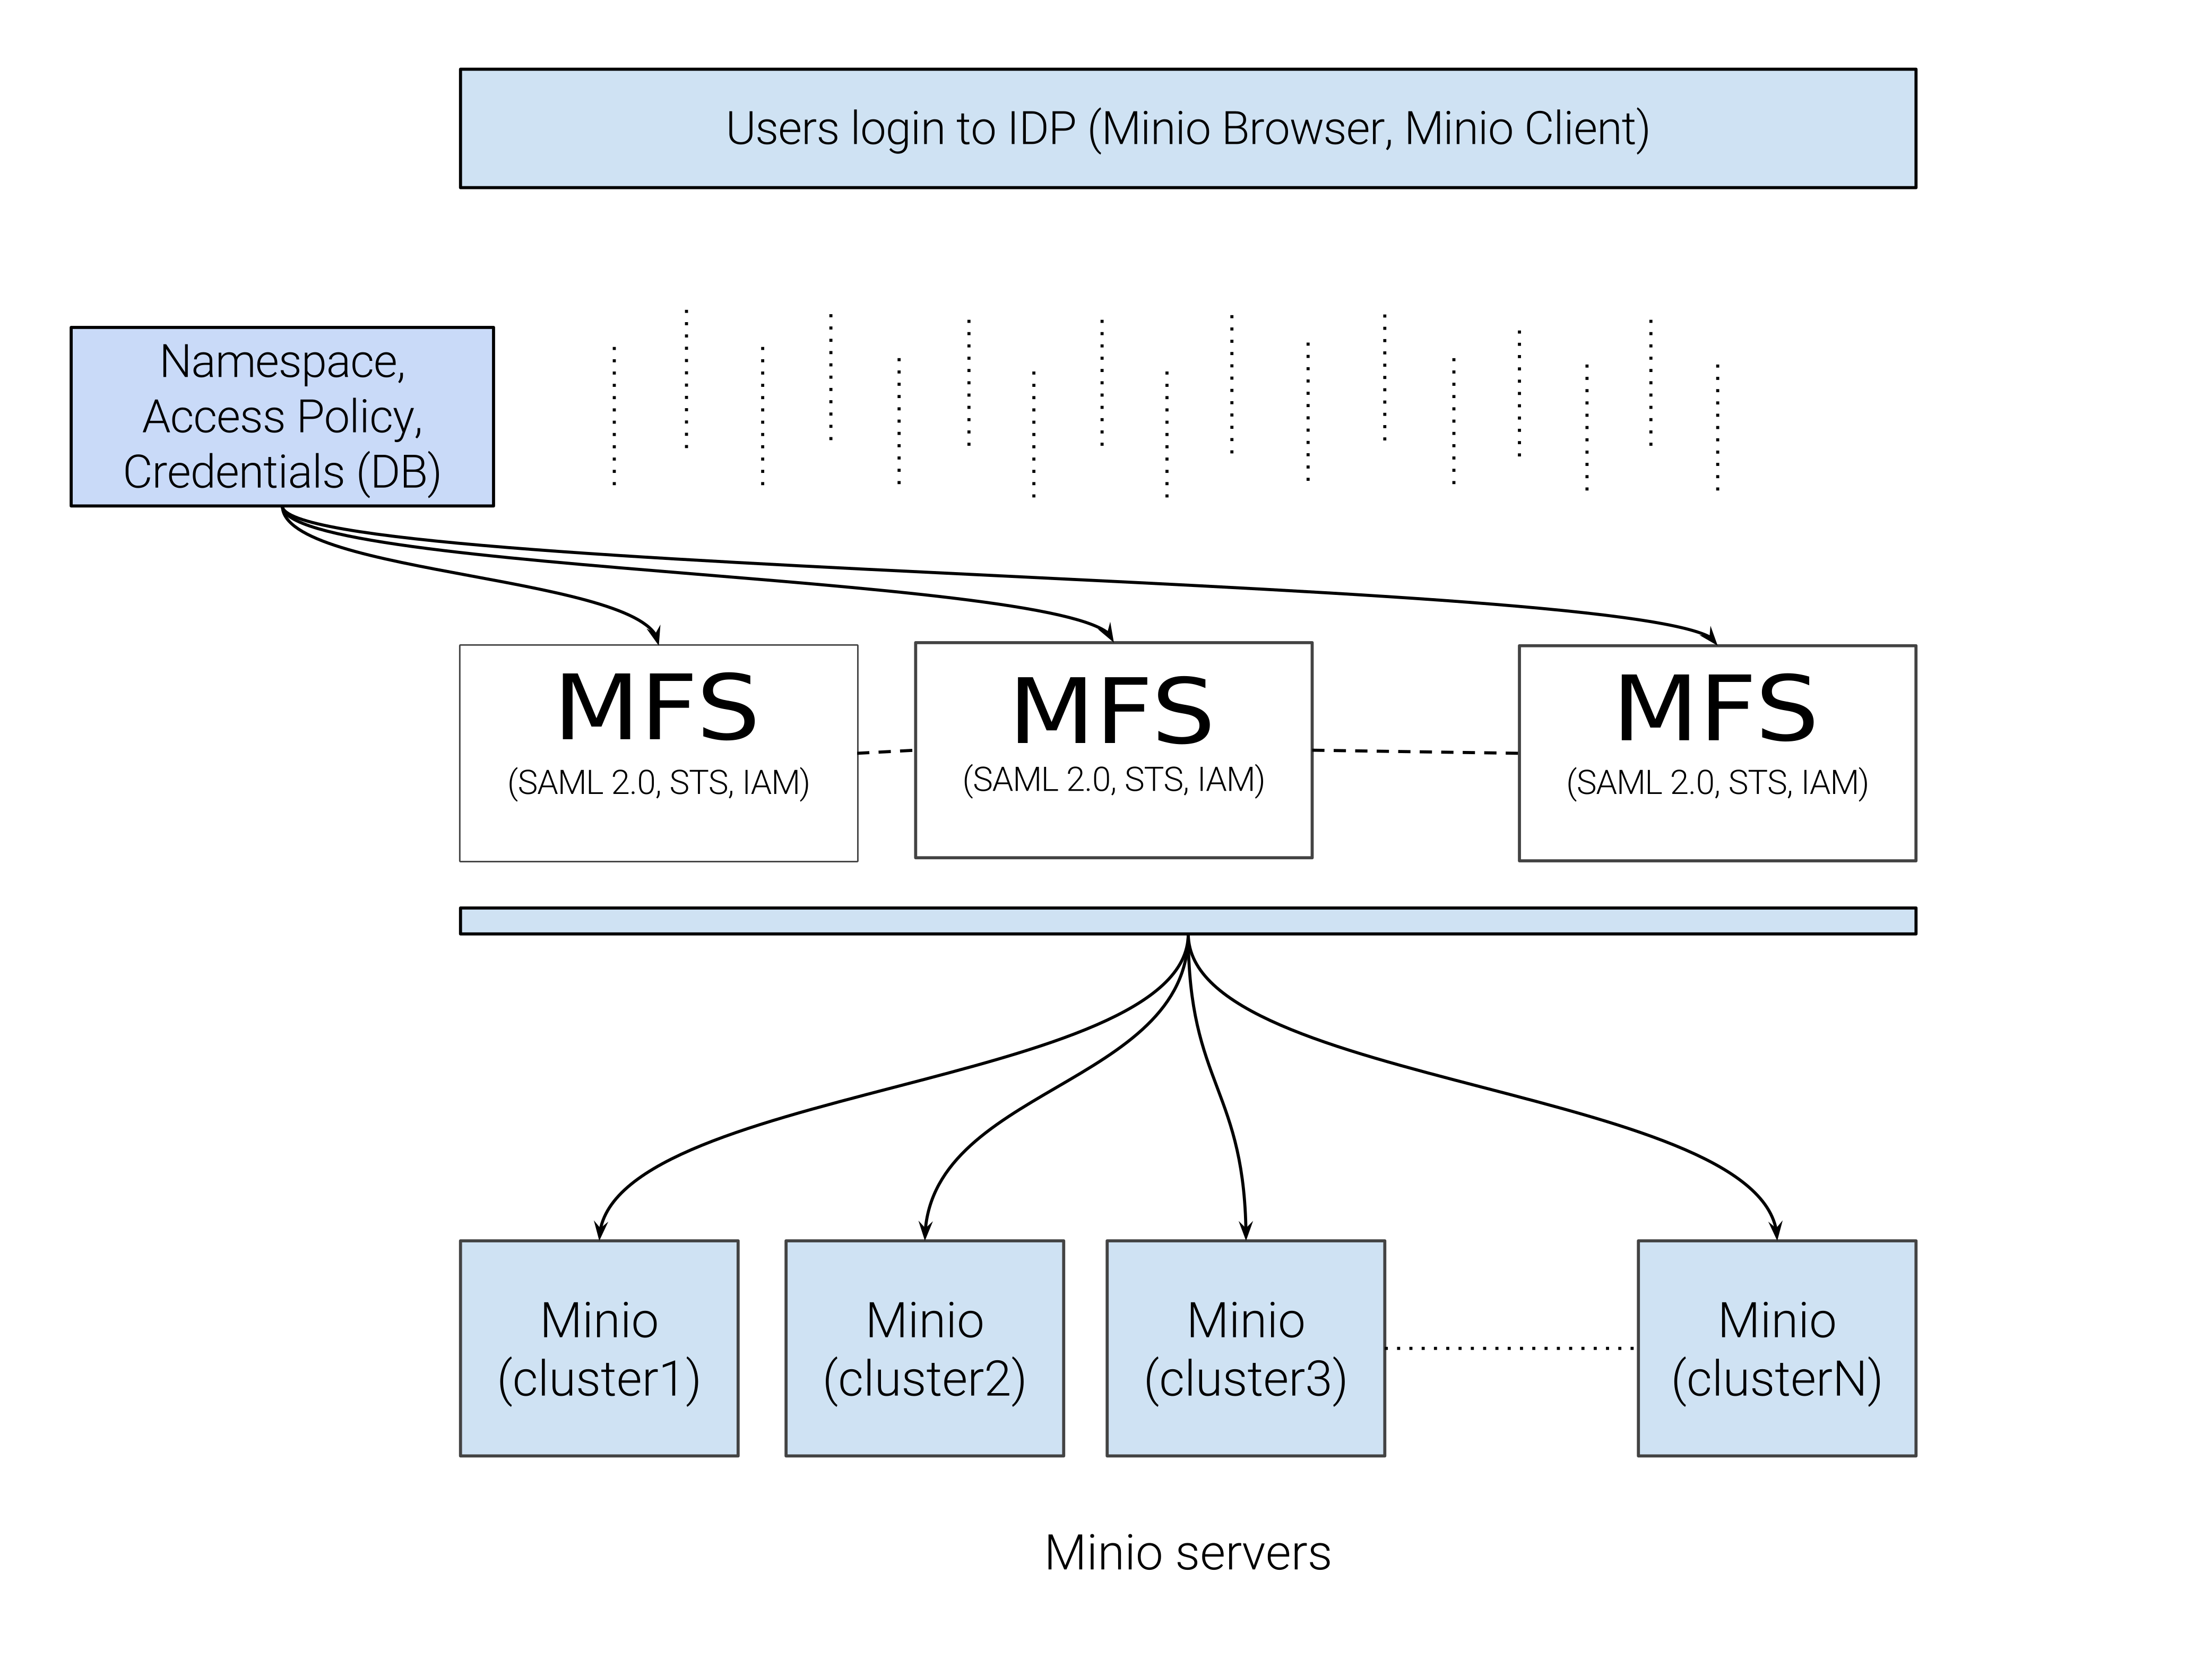 Users login to IDP (Minio Browser, Minio Client)
Namespace,
Access Policy,
Credentials (DB)
MFS
(SAML 2.0, STS, IAM)
MFS
(SAML 2.0, STS, IAM)
MFS
(SAML 2.0, STS, IAM)
Minio
(cluster1)
Minio
(cluster2)
Minio
(cluster3)
Minio
(clusterN)
Minio servers